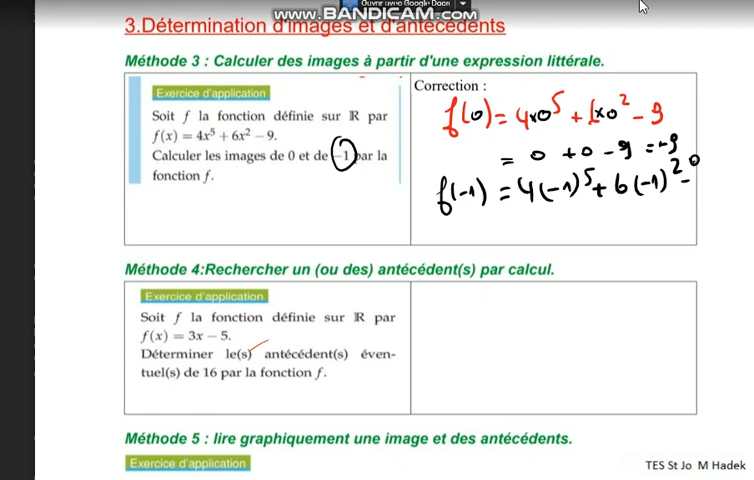 Ouvrir avec Google Docs
www.BANDICAM.com
3.Détermination d'images et d'antécédents
Méthode 3 : Calculer des images à partir d'une expression littérale.
Exercice d'application
Soit f la fonction définie sur ℝ par
f(x) = 4x⁵ + 6x² − 9.
Calculer les images de 0 et de −1 par la
fonction f.
Correction :
f(0) = 4×0⁵ + 6×0² − 9
= 0 + 0 − 9 = −9
f(−1) = 4(−1)⁵ + 6(−1)² −
Méthode 4:Rechercher un (ou des) antécédent(s) par calcul.
Exercice d'application
Soit f la fonction définie sur ℝ par
f(x) = 3x − 5.
Déterminer le(s) antécédent(s) éven-
tuel(s) de 16 par la fonction f.
Méthode 5 : lire graphiquement une image et des antécédents.
Exercice d'application
TES St Jo M Hadek